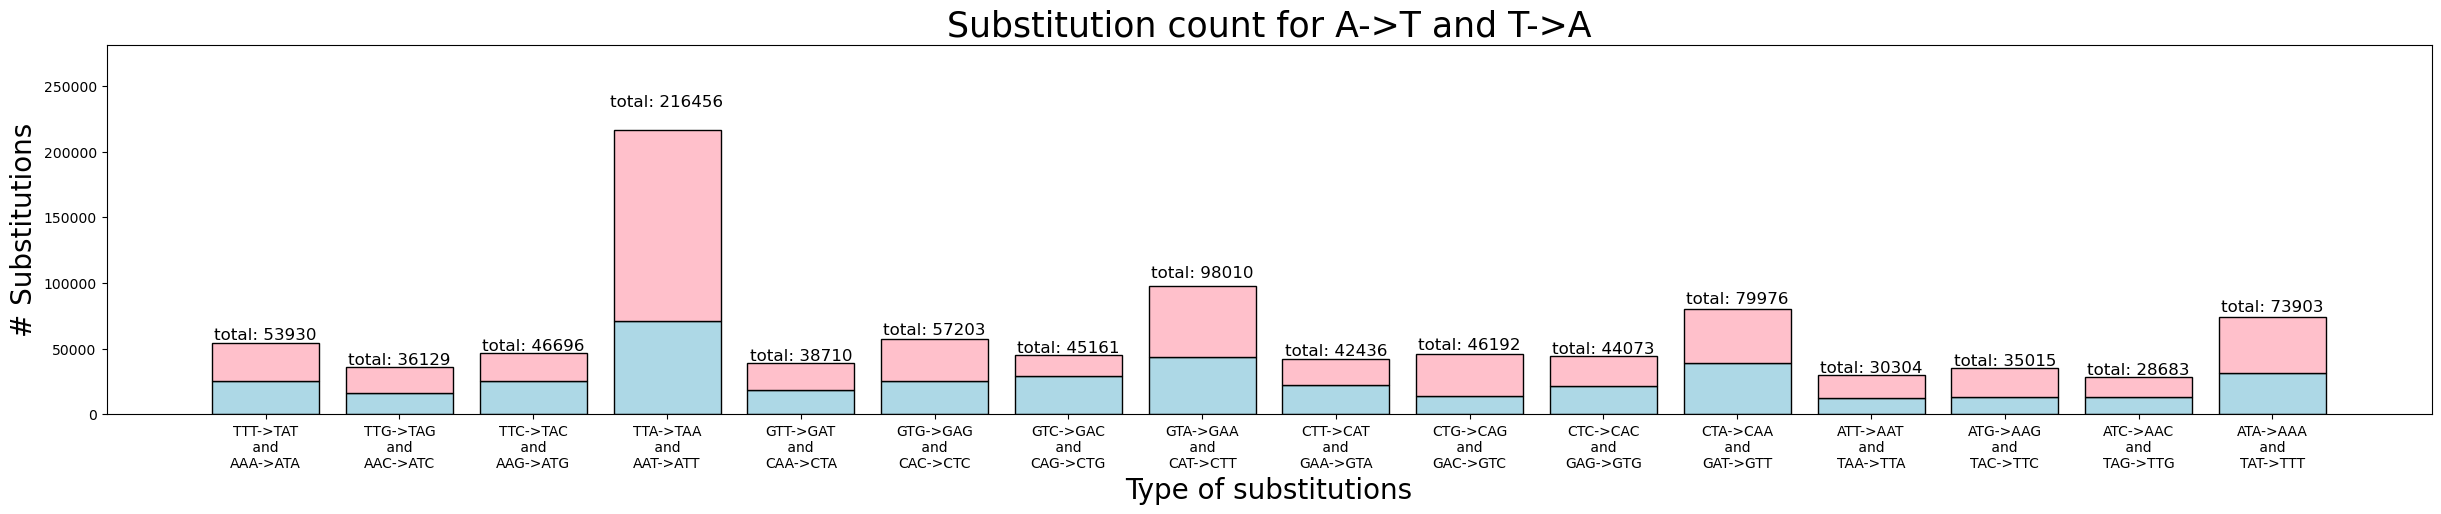 Substitution count for A->T and T->A
# Substitutions
250000
200000
150000
100000
50000
0
total: 53930
total: 36129
total: 46696
total: 216456
total: 38710
total: 57203
total: 45161
total: 98010
total: 42436
total: 46192
total: 44073
total: 79976
total: 30304
total: 35015
total: 28683
total: 73903
TTT->TAT
and
AAA->ATA
TTG->TAG
and
AAC->ATC
TTC->TAC
and
AAG->ATG
TTA->TAA
and
AAT->ATT
GTT->GAT
and
CAA->CTA
GTG->GAG
and
CAC->CTC
GTC->GAC
and
CAG->CTG
GTA->GAA
and
CAT->CTT
CTT->CAT
and
GAA->GTA
CTG->CAG
and
GAC->GTC
CTC->CAC
and
GAG->GTG
CTA->CAA
and
GAT->GTT
ATT->AAT
and
TAA->TTA
ATG->AAG
and
TAC->TTC
ATC->AAC
and
TAG->TTG
ATA->AAA
and
TAT->TTT
Type of substitutions